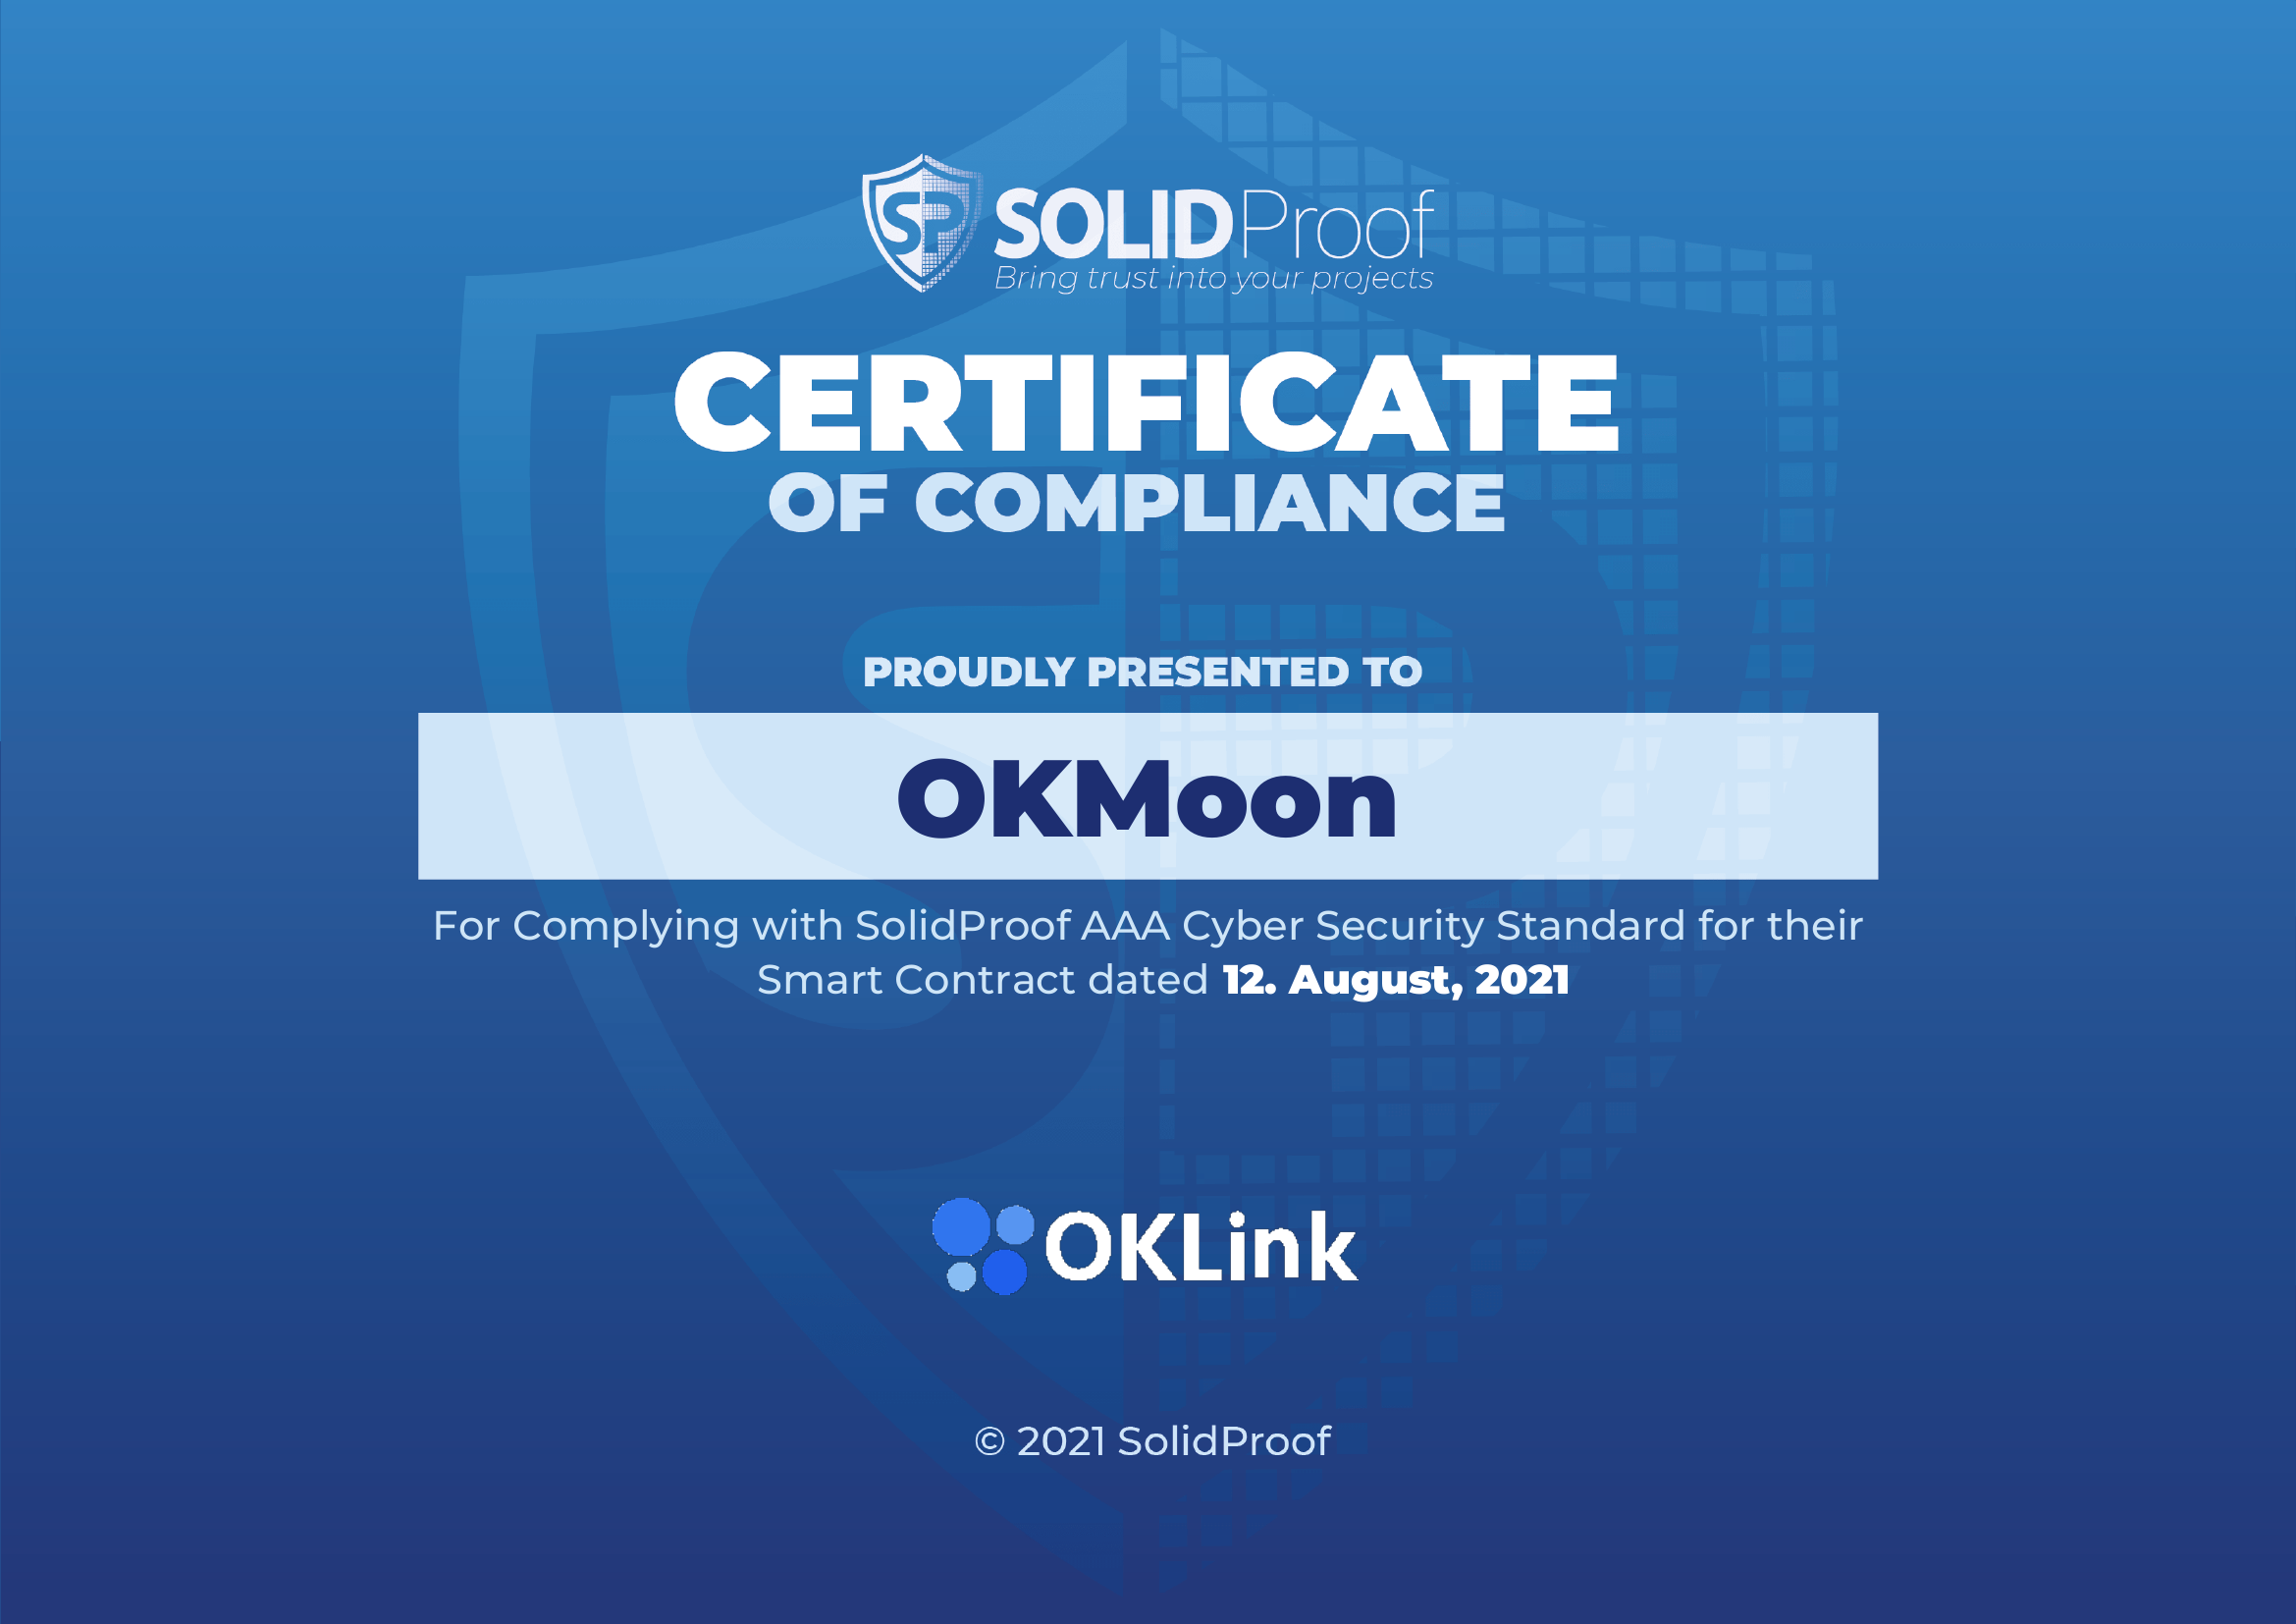 SP
SOLIDProof
Bring trust into your projects
CERTIFICATE
OF COMPLIANCE
PROUDLY PRESENTED TO
OKMoon
For Complying with SolidProof AAA Cyber Security Standard for their
Smart Contract dated 12. August, 2021
OKLink
© 2021 SolidProof